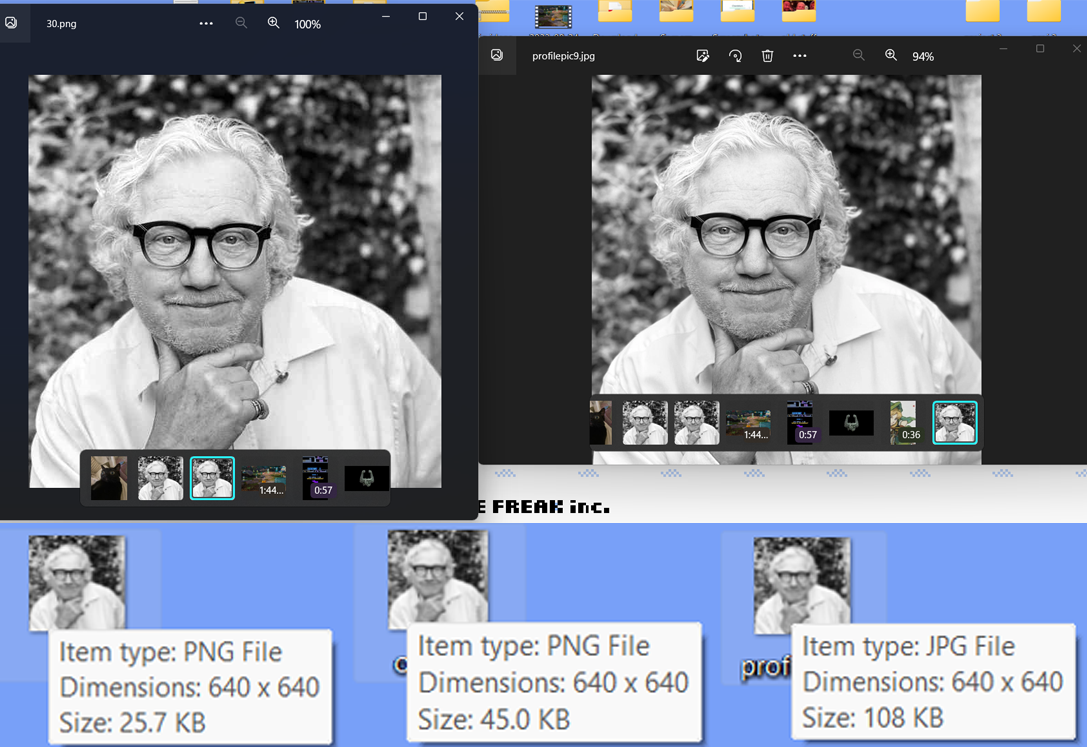 30.png
100%
profilepic9.jpg
94%
1:44...
0:57
1:44...
0:57
0:36
E FREAK inc.
Item type: PNG File
Dimensions: 640 x 640
Size: 25.7 KB
o
Item type: PNG File
Dimensions: 640 x 640
Size: 45.0 KB
prof
Item type: JPG File
Dimensions: 640 x 640
Size: 108 KB